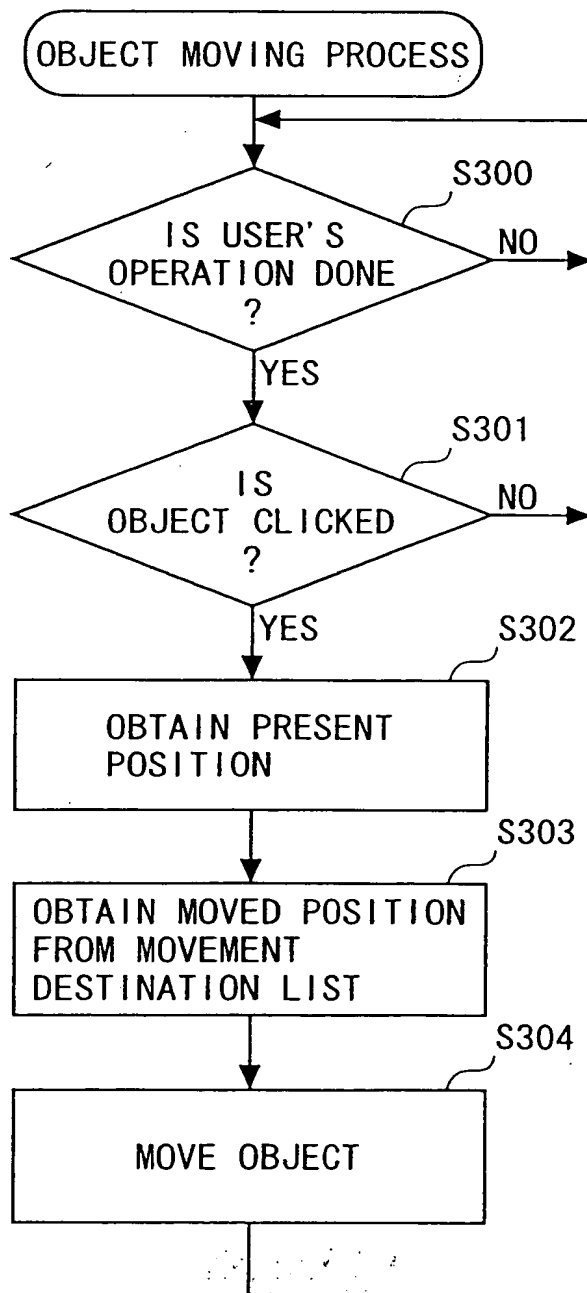 OBJECT MOVING PROCESS
S300
IS USER'S
OPERATION DONE
?
NO
YES
S301
IS
OBJECT CLICKED
?
NO
YES
S302
OBTAIN PRESENT
POSITION
S303
OBTAIN MOVED POSITION
FROM MOVEMENT
DESTINATION LIST
S304
MOVE OBJECT